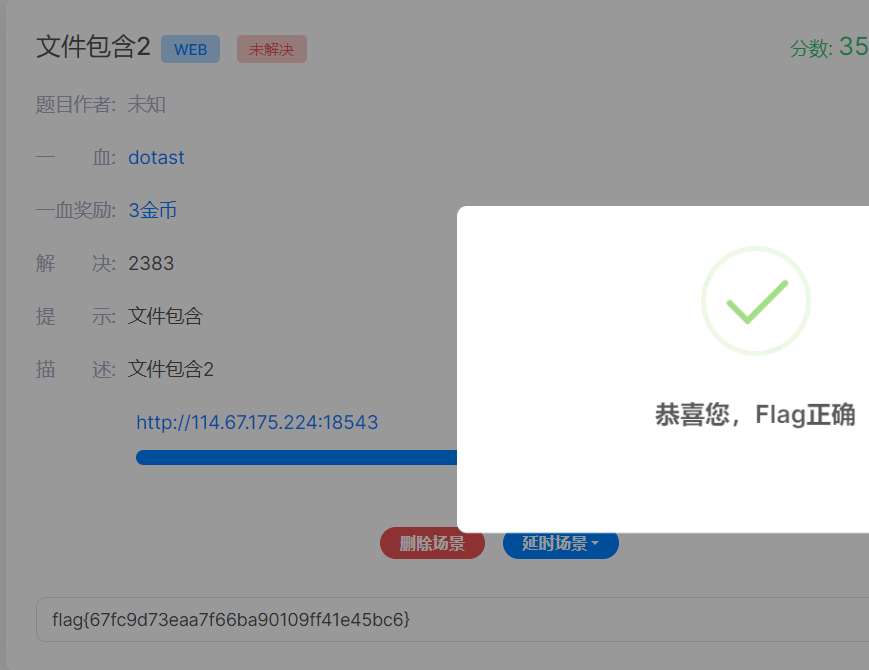 文件包含2 WEB 未解决 分数: 35
题目作者: 未知
一 血: dotast
一血奖励: 3金币
解 决: 2383
提 示: 文件包含
描 述: 文件包含2
恭喜您，Flag正确
http://114.67.175.224:18543
删除场景 延时场景
flag{67fc9d73eaa7f66ba90109ff41e45bc6}